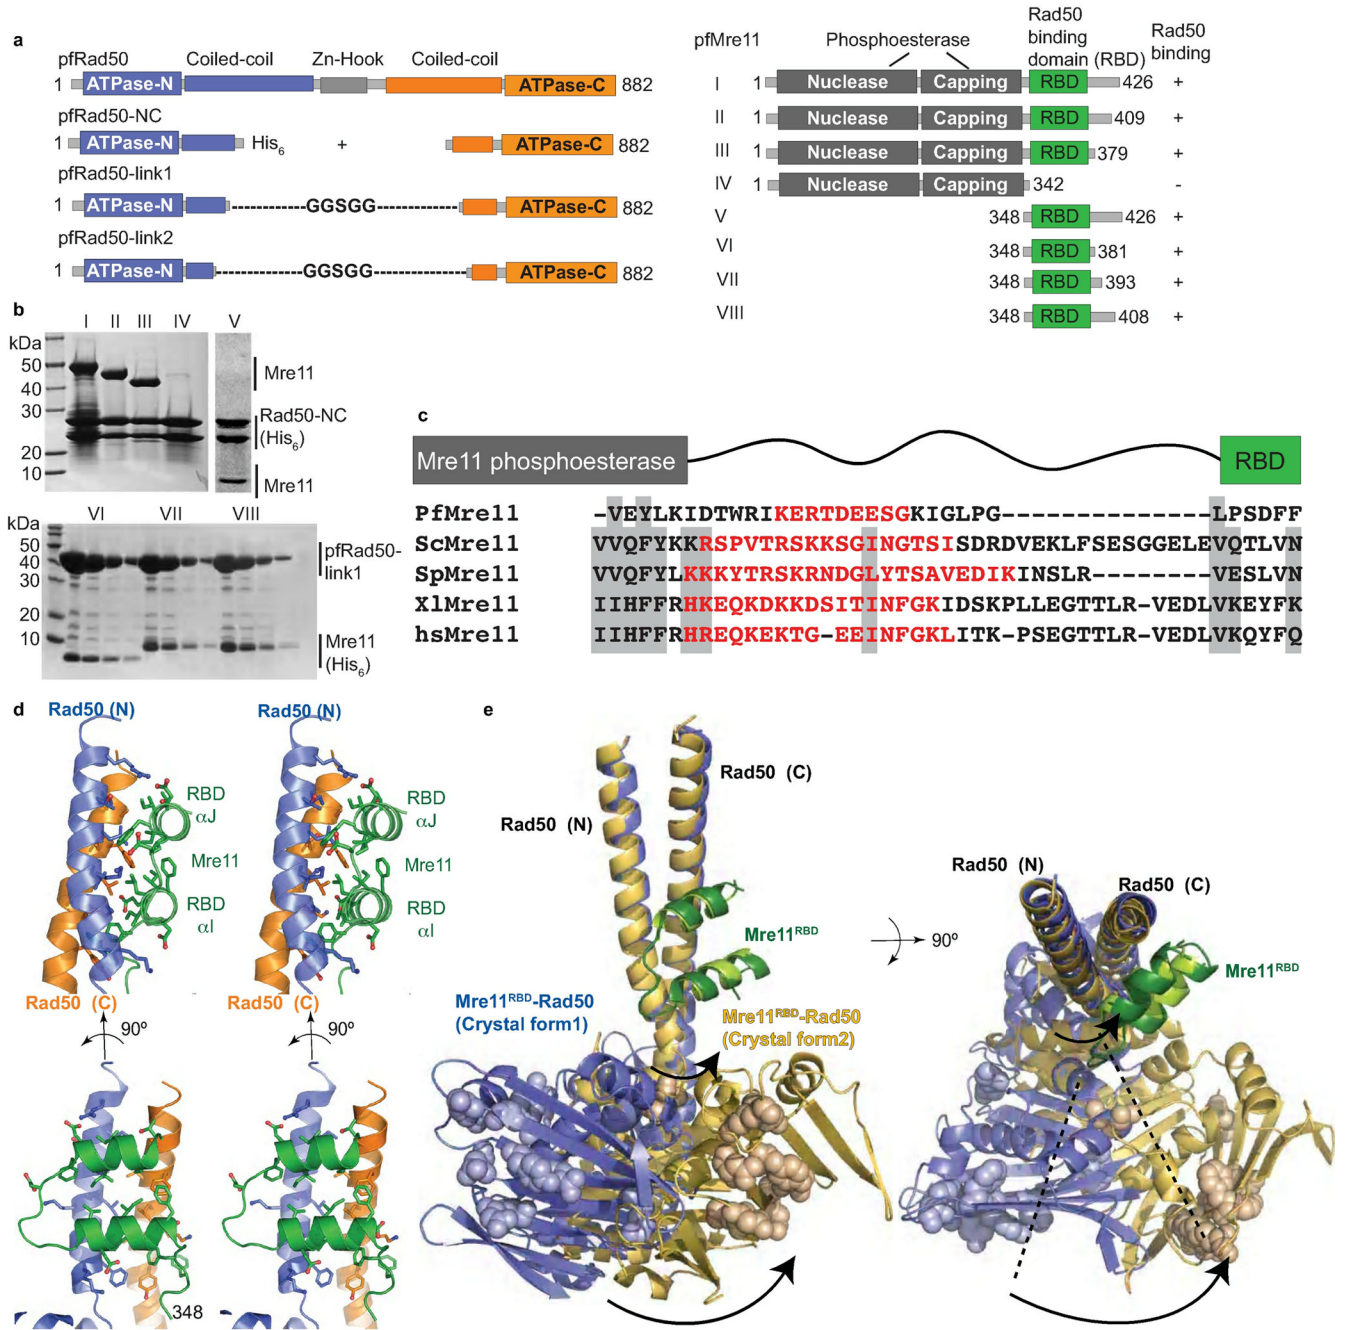 a
pfRad50 Coiled-coil Zn-Hook Coiled-coil
1 ATPase-N ATPase-C 882
pfRad50-NC
1 ATPase-N His6 + ATPase-C 882
pfRad50-link1
1 ATPase-N GGSGG ATPase-C 882
pfRad50-link2
1 ATPase-N GGSGG ATPase-C 882
pfMre11 Phosphoesterase Rad50 binding domain (RBD) Rad50 binding
I 1 Nuclease Capping RBD 426 +
II Nuclease Capping RBD 409 +
III 1 Nuclease Capping RBD 379 +
IV 1 Nuclease Capping 342 -
V 348 RBD 426 +
VI 348 RBD 381 +
VII 348 RBD 393 +
VIII 348 RBD 408 +
b
I II III IV V
kDa
50
40
30
20
10
Mre11
Rad50-NC
(His6)
Mre11
VI VII VIII
kDa
50
40
30
20
10
pfRad50-
link1
Mre11
(His6)
c
Mre11 phosphoesterase RBD
PfMre11 -VEYLKIDTWRIKERTDEESGKIGLPG--------------LPSDFF
ScMre11 VVQFYKKRSPVTRSKKSGINGTSISDRDVEKLFSESGGELEVQTLVN
SpMre11 VVQFYLKKKYTRSKRNDGLYTSAVEDIKINSLR--------VESLVN
XlMre11 IIHFFRHKEQKDKKDSITINFGKIDSKPLLEGTTLR-VEDLVKEYFK
hsMre11 IIHFFRHREQKEKTG-EEINFGKLITK-PSEGTTLR-VEDLVKQYFQ
d
Rad50 (N) Rad50 (N)
RBD
αJ
Mre11
RBD
αI
RBD
αJ
Mre11
RBD
αI
Rad50 (C) Rad50 (C)
90º 90º
348
e
Rad50 (C)
Rad50 (N)
Mre11RBD
Mre11RBD-Rad50
(Crystal form1)
Mre11RBD-Rad50
(Crystal form2)
90º
Rad50 (N)
Rad50 (C)
Mre11RBD